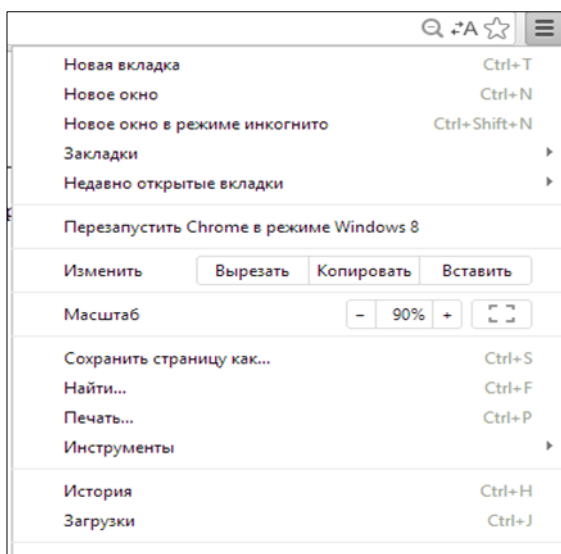 Новая вкладка Ctrl+T
Новое окно Ctrl+N
Новое окно в режиме инкогнито Ctrl+Shift+N
Закладки
Недавно открытые вкладки
Перезапустить Chrome в режиме Windows 8
Изменить Вырезать Копировать Вставить
Масштаб - 90% +
Сохранить страницу как... Ctrl+S
Найти... Ctrl+F
Печать... Ctrl+P
Инструменты
История Ctrl+H
Загрузки Ctrl+J